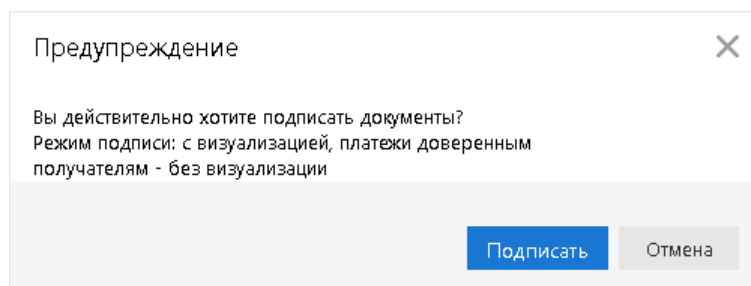 Предупреждение
Вы действительно хотите подписать документы?
Режим подписи: с визуализацией, платежи доверенным
получателям - без визуализации
Подписать Отмена